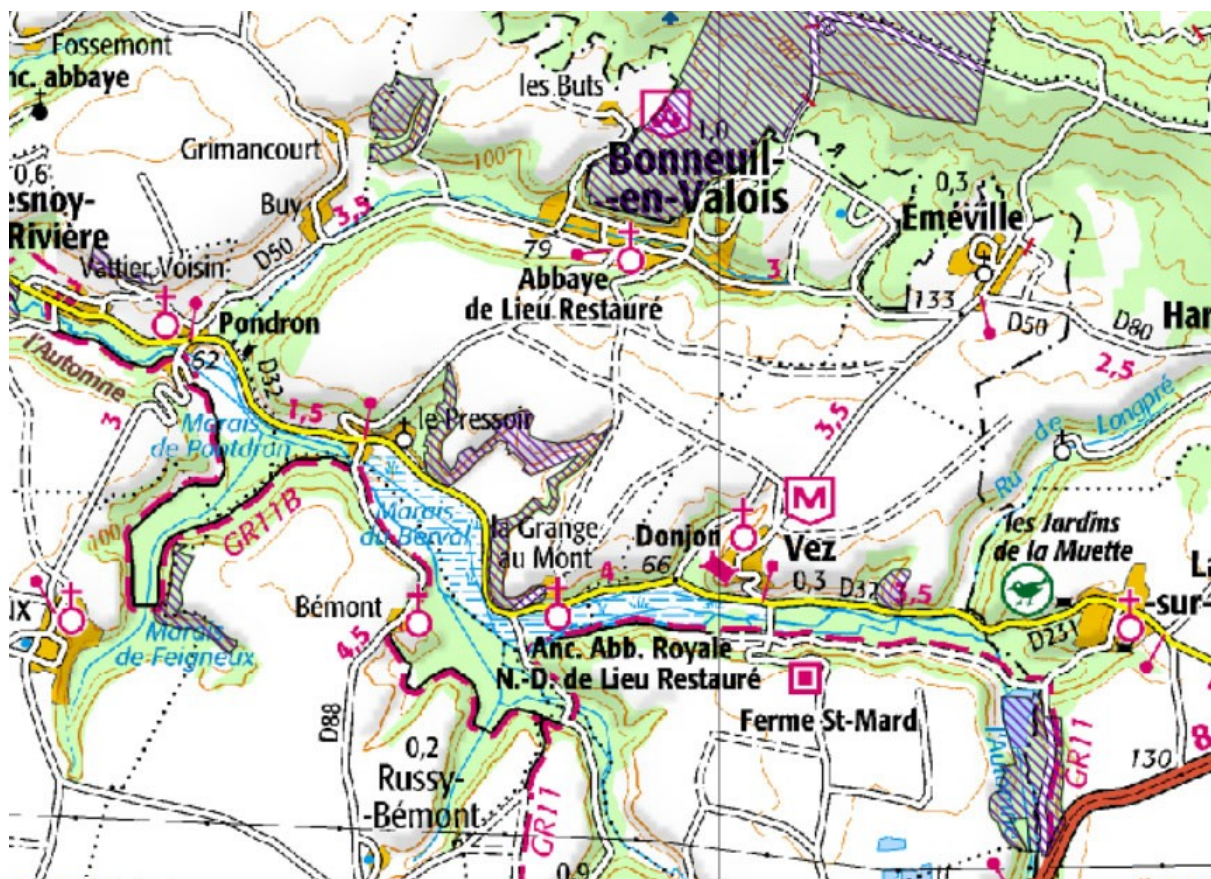 Fossemont
nc. abbaye
les Buts
1,0
Grimancourt
100
Bonneuil-
-en-Valois
0,6
esnoy-
Rivière
Buy
3,5
0,3
Éméville
79
3
Vattier Voisin
D50
Abbaye
de Lieu Restauré
133
D50
D80
Har
Pondron
l'Automne
62
D32
2,5
3
1,5
le Pressoir
3,5
Marais
de Pontdron
Ru de Longpré
Marais
du Berval
M
GR11B
100
la Grange
au Mont
Donjon
Vez
les Jardins
de la Muette
66
4
0,3
D32
3,5
La
-sur-
ux
Bémont
D231
Marais
de Feigneux
4,5
Anc. Abb. Royale
N.-D. de Lieu Restauré
Ferme St-Mard
D88
0,2
Russy-
-Bémont
GR11
GR11
130
8
0,9